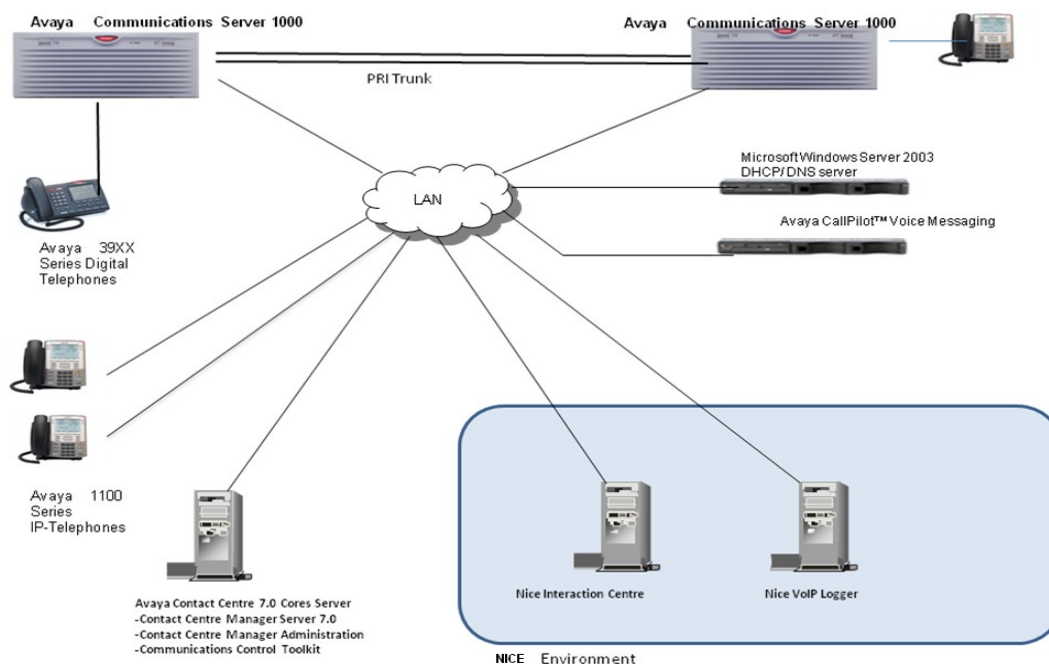 Avaya Communications Server 1000
Avaya Communications Server 1000
PRI Trunk
LAN
Microsoft Windows Server 2003
DHCP/DNS server
Avaya CallPilot™ Voice Messaging
Avaya 39XX
Series Digital
Telephones
Avaya 1100
Series
IP-Telephones
Avaya Contact Centre 7.0 Cores Server
-Contact Centre Manager Server 7.0
-Contact Centre Manager Administration
-Communications Control Toolkit
Nice Interaction Centre
Nice VoIP Logger
NICE Environment